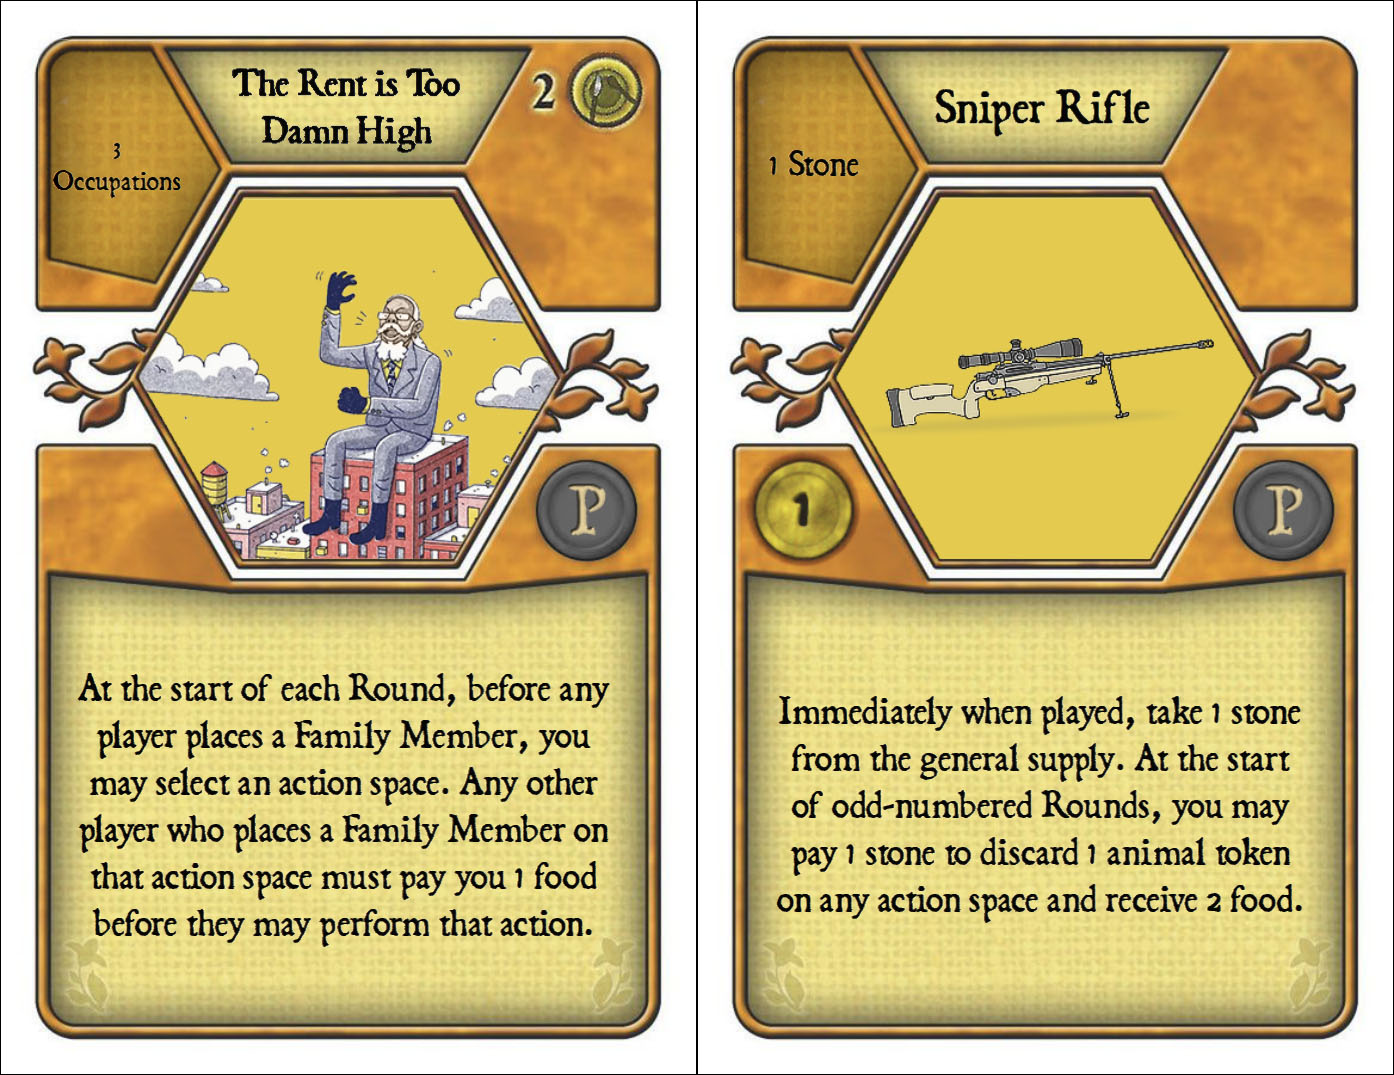 The Rent is Too
Damn High
2
3
Occupations
P
At the start of each Round, before any
player places a Family Member, you
may select an action space. Any other
player who places a Family Member on
that action space must pay you 1 food
before they may perform that action.
Sniper Rifle
1 Stone
1
P
Immediately when played, take 1 stone
from the general supply. At the start
of odd-numbered Rounds, you may
pay 1 stone to discard 1 animal token
on any action space and receive 2 food.